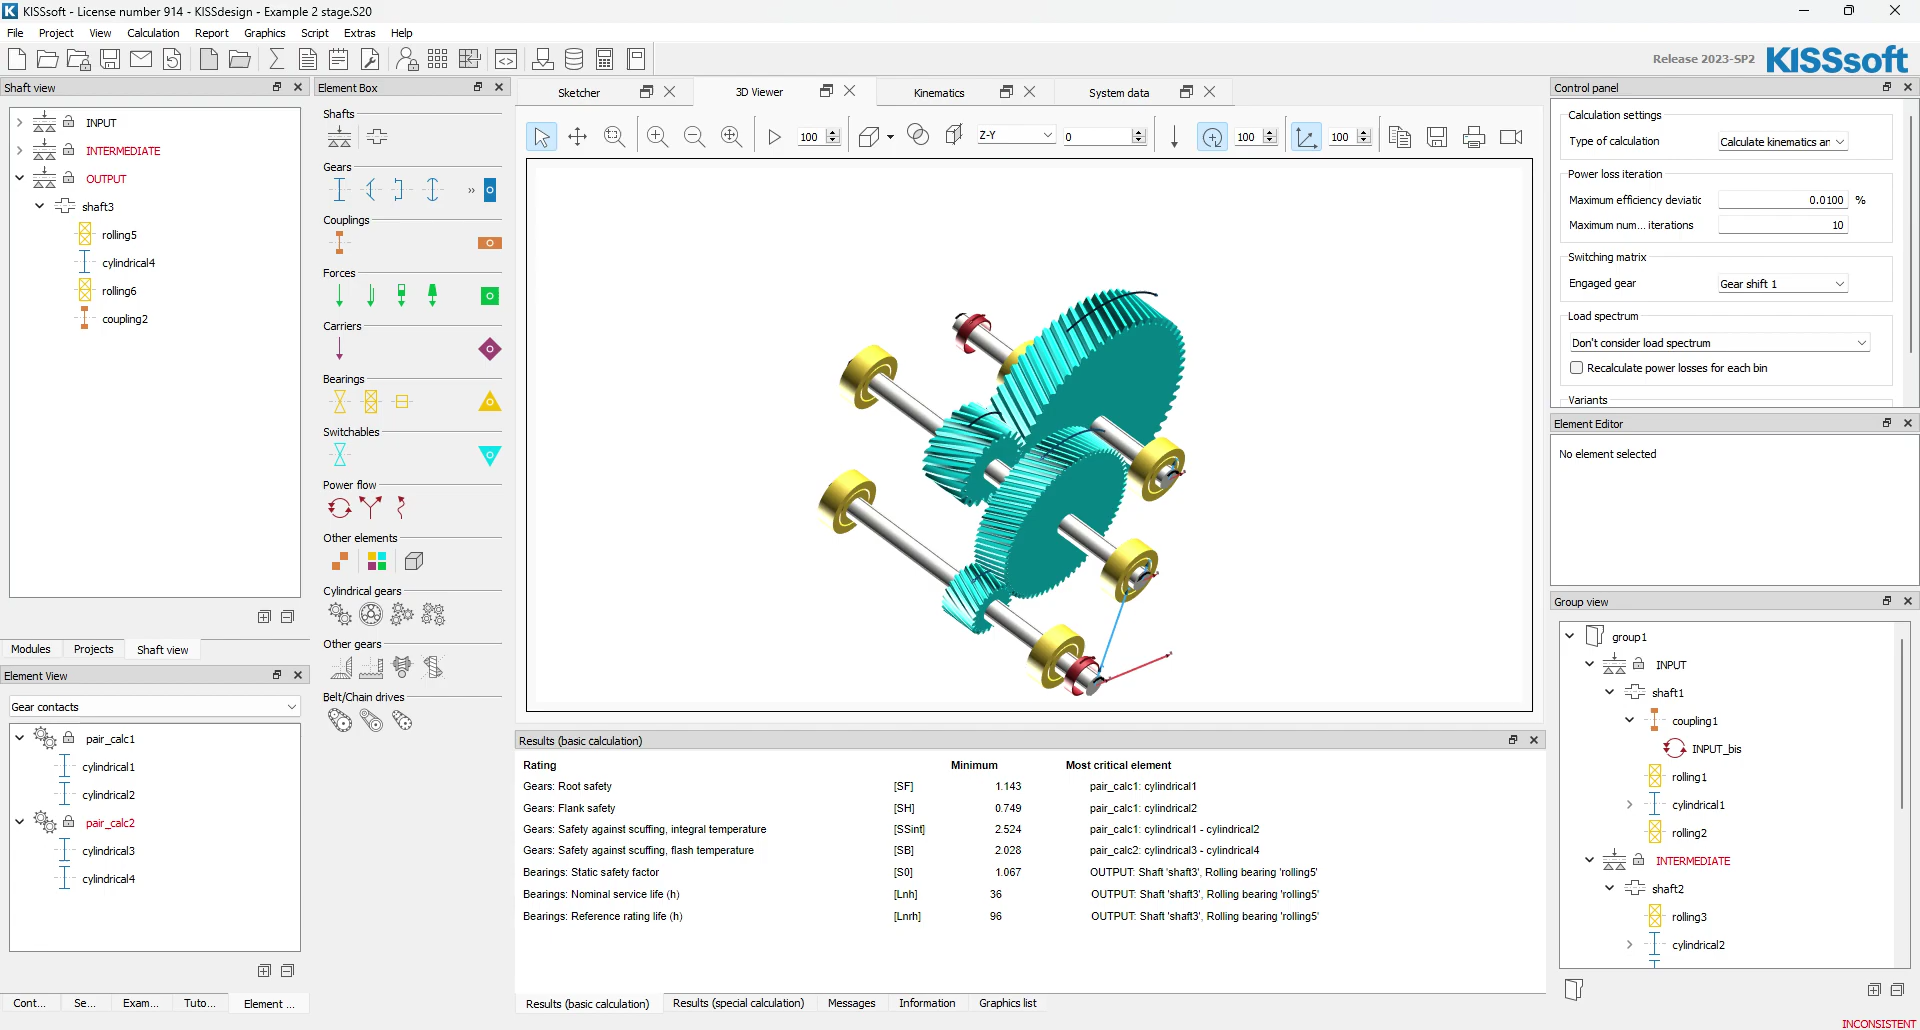 KISSsoft - License number 914 - KISSdesign - Example 2 stage.S20
File Project View Calculation Report Graphics Script Extras Help
Release 2023-SP2 KISSsoft
Shaft view
INPUT
INTERMEDIATE
OUTPUT
shaft3
rolling5
cylindrical4
rolling6
coupling2
Modules Projects Shaft view
Element View
Gear contacts
pair_calc1
cylindrical1
cylindrical2
pair_calc2
cylindrical3
cylindrical4
Cont... Se... Exam... Tuto... Element ...
Element Box
Shafts
Gears
»
Couplings
Forces
Carriers
Bearings
Switchables
Power flow
Other elements
Cylindrical gears
Other gears
Belt/Chain drives
Sketcher 3D Viewer Kinematics System data
100 Z-Y 0 100 100
Results (basic calculation)
Rating Minimum Most critical element
Gears: Root safety [SF] 1.143 pair_calc1: cylindrical1
Gears: Flank safety [SH] 0.749 pair_calc1: cylindrical2
Gears: Safety against scuffing, integral temperature [SSint] 2.524 pair_calc1: cylindrical1 - cylindrical2
Gears: Safety against scuffing, flash temperature [SB] 2.028 pair_calc2: cylindrical3 - cylindrical4
Bearings: Static safety factor [S0] 1.067 OUTPUT: Shaft 'shaft3', Rolling bearing 'rolling5'
Bearings: Nominal service life (h) [Lnh] 36 OUTPUT: Shaft 'shaft3', Rolling bearing 'rolling5'
Bearings: Reference rating life (h) [Lnrh] 96 OUTPUT: Shaft 'shaft3', Rolling bearing 'rolling5'
Results (basic calculation) Results (special calculation) Messages Information Graphics list
Control panel
Calculation settings
Type of calculation Calculate kinematics ar
Power loss iteration
Maximum efficiency deviatic 0.0100 %
Maximum num... iterations 10
Switching matrix
Engaged gear Gear shift 1
Load spectrum
Don't consider load spectrum
Recalculate power losses for each bin
Variants
Element Editor
No element selected
Group view
group1
INPUT
shaft1
coupling1
INPUT_bis
rolling1
cylindrical1
rolling2
INTERMEDIATE
shaft2
rolling3
cylindrical2
INCONSISTENT